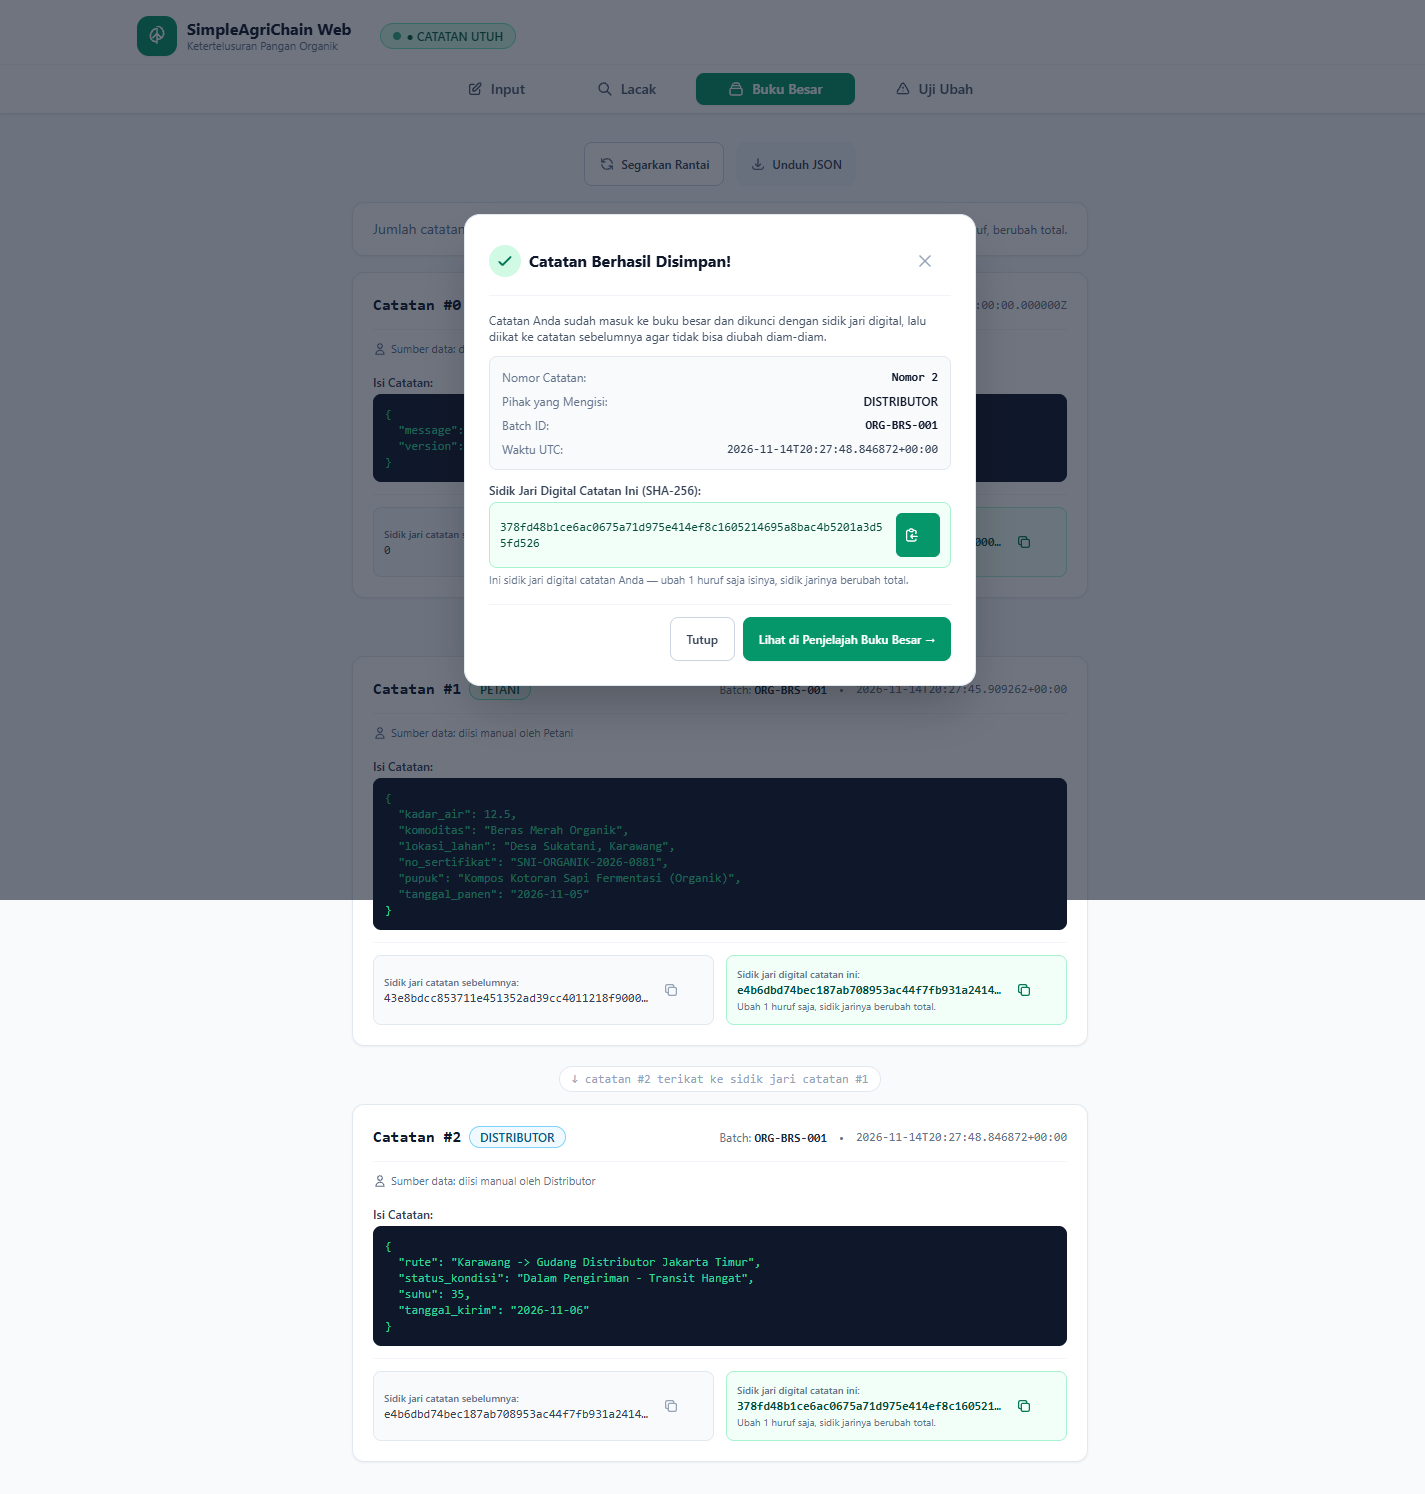 SimpleAgriChain Web
Ketertelusuran Pangan Organik
● CATATAN UTUH
Input
Lacak
Buku Besar
Uji Ubah
Segarkan Rantai
Unduh JSON
Jumlah catatan
uf, berubah total.
Catatan #0
:00:00.000000Z
Sumber data: d
Isi Catatan:
{
"message":
"version":
}
Sidik jari catatan s
0
000…
Catatan Berhasil Disimpan!
Catatan Anda sudah masuk ke buku besar dan dikunci dengan sidik jari digital, lalu
diikat ke catatan sebelumnya agar tidak bisa diubah diam-diam.
Nomor Catatan: Nomor 2
Pihak yang Mengisi: DISTRIBUTOR
Batch ID: ORG-BRS-001
Waktu UTC: 2026-11-14T20:27:48.846872+00:00
Sidik Jari Digital Catatan Ini (SHA-256):
378fd48b1ce6ac0675a71d975e414ef8c1605214695a8bac4b5201a3d5
5fd526
Ini sidik jari digital catatan Anda — ubah 1 huruf saja isinya, sidik jarinya berubah total.
Tutup
Lihat di Penjelajah Buku Besar →
Catatan #1 PETANI Batch: ORG-BRS-001 • 2026-11-14T20:27:45.909262+00:00
Sumber data: diisi manual oleh Petani
Isi Catatan:
{
"kadar_air": 12.5,
"komoditas": "Beras Merah Organik",
"lokasi_lahan": "Desa Sukatani, Karawang",
"no_sertifikat": "SNI-ORGANIK-2026-0881",
"pupuk": "Kompos Kotoran Sapi Fermentasi (Organik)",
"tanggal_panen": "2026-11-05"
}
Sidik jari catatan sebelumnya:
43e8bdcc853711e451352ad39cc4011218f9000…
Sidik jari digital catatan ini:
e4b6dbd74bec187ab708953ac44f7fb931a2414…
Ubah 1 huruf saja, sidik jarinya berubah total.
↓ catatan #2 terikat ke sidik jari catatan #1
Catatan #2 DISTRIBUTOR Batch: ORG-BRS-001 • 2026-11-14T20:27:48.846872+00:00
Sumber data: diisi manual oleh Distributor
Isi Catatan:
{
"rute": "Karawang -> Gudang Distributor Jakarta Timur",
"status_kondisi": "Dalam Pengiriman - Transit Hangat",
"suhu": 35,
"tanggal_kirim": "2026-11-06"
}
Sidik jari catatan sebelumnya:
e4b6dbd74bec187ab708953ac44f7fb931a2414…
Sidik jari digital catatan ini:
378fd48b1ce6ac0675a71d975e414ef8c160521…
Ubah 1 huruf saja, sidik jarinya berubah total.